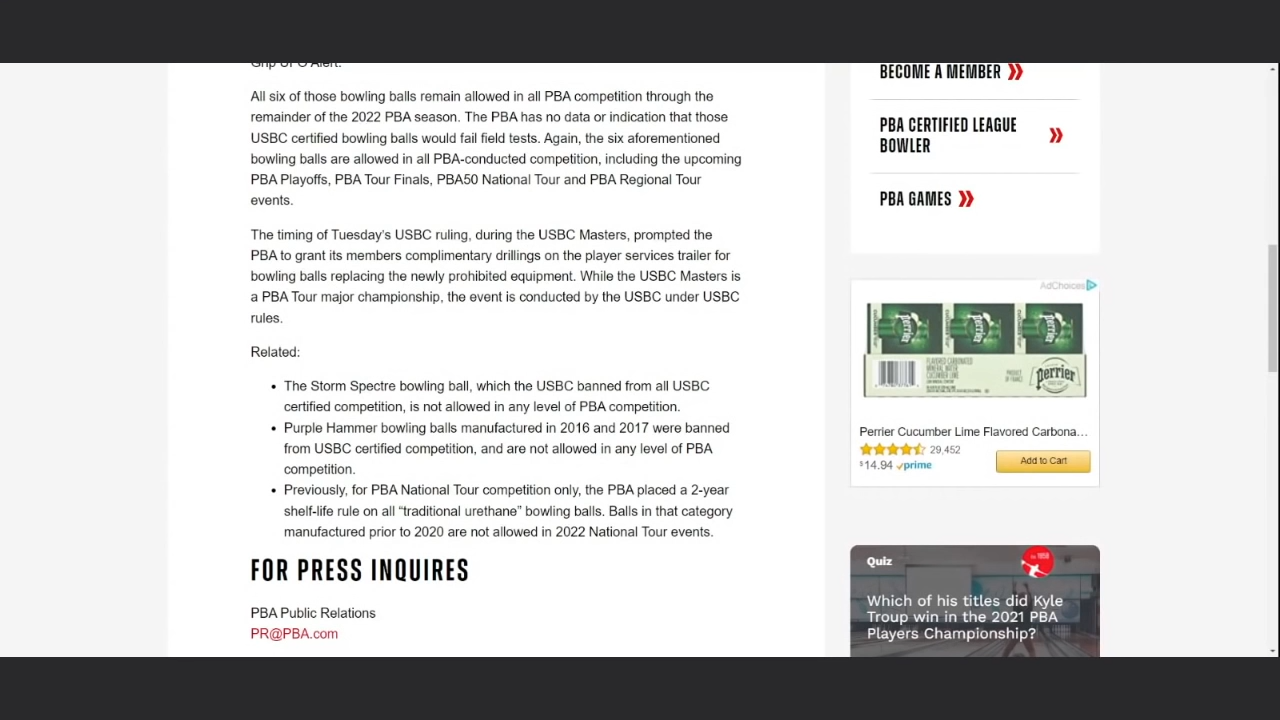 All six of those bowling balls remain allowed in all PBA competition through the
remainder of the 2022 PBA season. The PBA has no data or indication that those
USBC certified bowling balls would fail field tests. Again, the six aforementioned
bowling balls are allowed in all PBA-conducted competition, including the upcoming
PBA Playoffs, PBA Tour Finals, PBA50 National Tour and PBA Regional Tour
events.
The timing of Tuesday's USBC ruling, during the USBC Masters, prompted the
PBA to grant its members complimentary drillings on the player services trailer for
bowling balls replacing the newly prohibited equipment. While the USBC Masters is
a PBA Tour major championship, the event is conducted by the USBC under USBC
rules.
Related:
• The Storm Spectre bowling ball, which the USBC banned from all USBC
certified competition, is not allowed in any level of PBA competition.
• Purple Hammer bowling balls manufactured in 2016 and 2017 were banned
from USBC certified competition, and are not allowed in any level of PBA
competition.
• Previously, for PBA National Tour competition only, the PBA placed a 2-year
shelf-life rule on all “traditional urethane” bowling balls. Balls in that category
manufactured prior to 2020 are not allowed in 2022 National Tour events.
FOR PRESS INQUIRES
PBA Public Relations
PR@PBA.com
BECOME A MEMBER
PBA CERTIFIED LEAGUE
BOWLER
PBA GAMES
AdChoices
perrier
perrier
perrier
FLAVORED CARBONATED
MINERAL WATER
CUCUMBER LIME
PRODUCT
OF FRANCE
perrier
Perrier Cucumber Lime Flavored Carbona...
29,452
$14.94 prime
Add to Cart
Quiz
Which of his titles did Kyle
Troup win in the 2021 PBA
Players Championship?